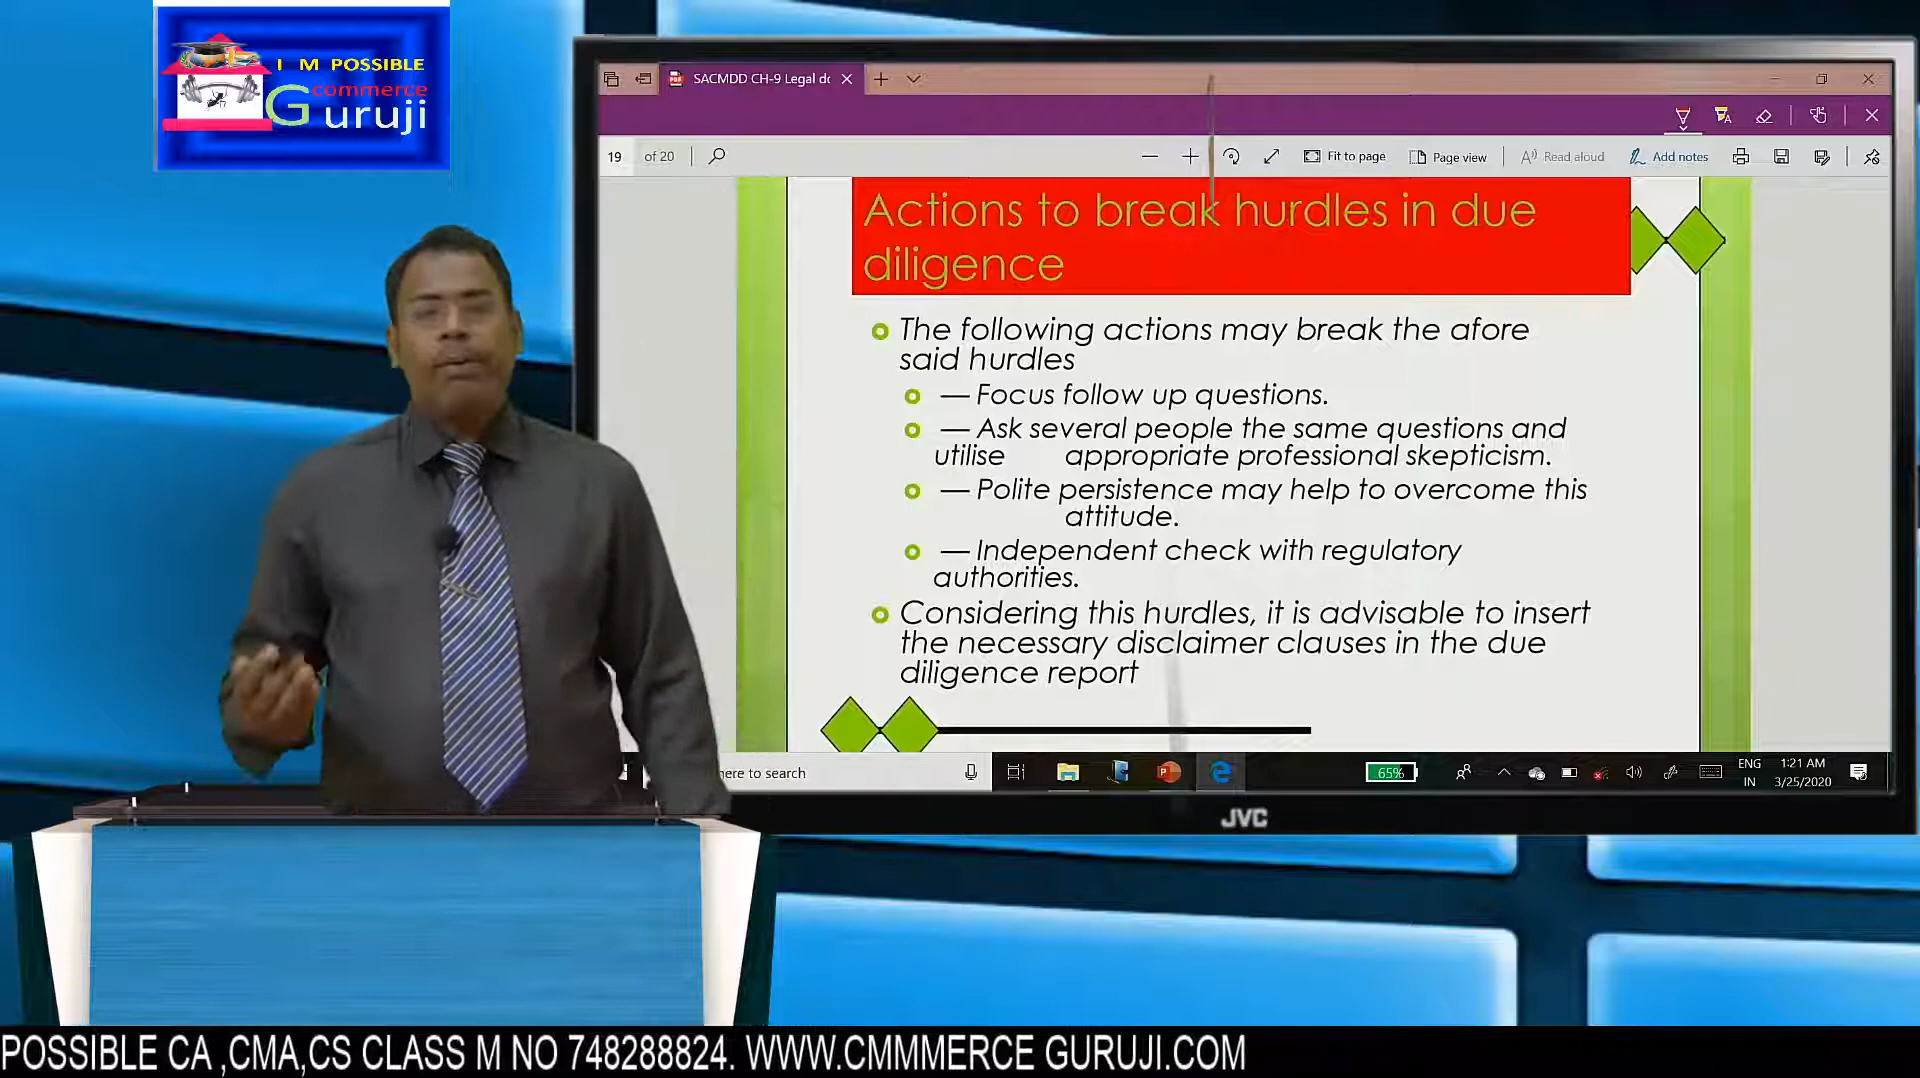 I M POSSIBLE
commerce
Guruji
SACMDD CH-9 Legal dc
19 of 20
Fit to page
Page view
Read aloud
Add notes
Actions to break hurdles in due
diligence
The following actions may break the afore
said hurdles
— Focus follow up questions.
— Ask several people the same questions and
utilise appropriate professional skepticism.
— Polite persistence may help to overcome this
attitude.
— Independent check with regulatory
authorities.
Considering this hurdles, it is advisable to insert
the necessary disclaimer clauses in the due
diligence report
here to search
65%
ENG
IN
1:21 AM
3/25/2020
JVC
POSSIBLE CA ,CMA,CS CLASS M NO 748288824. WWW.CMMMERCE GURUJI.COM